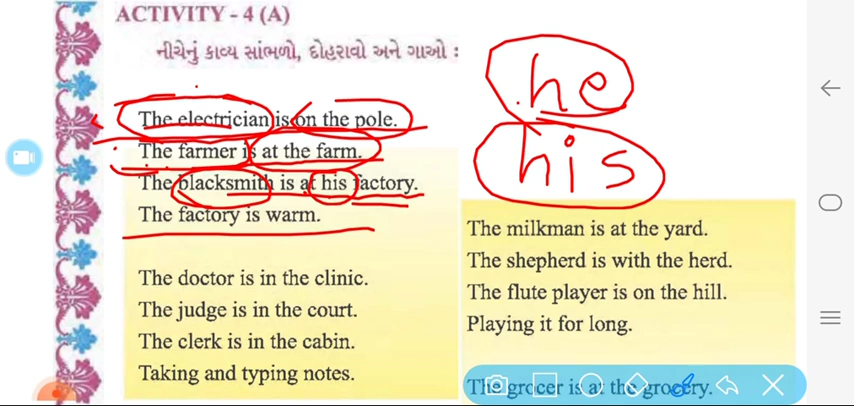 ACTIVITY - 4 (A)
નીચેનું કાવ્ય સાંભળો, દોહરાવો અને ગાઓ :
he
his
The electrician is on the pole.
The farmer is at the farm.
The blacksmith is at his factory.
The factory is warm.
The doctor is in the clinic.
The judge is in the court.
The clerk is in the cabin.
Taking and typing notes.
The milkman is at the yard.
The shepherd is with the herd.
The flute player is on the hill.
Playing it for long.
The grocer is at the grocery.